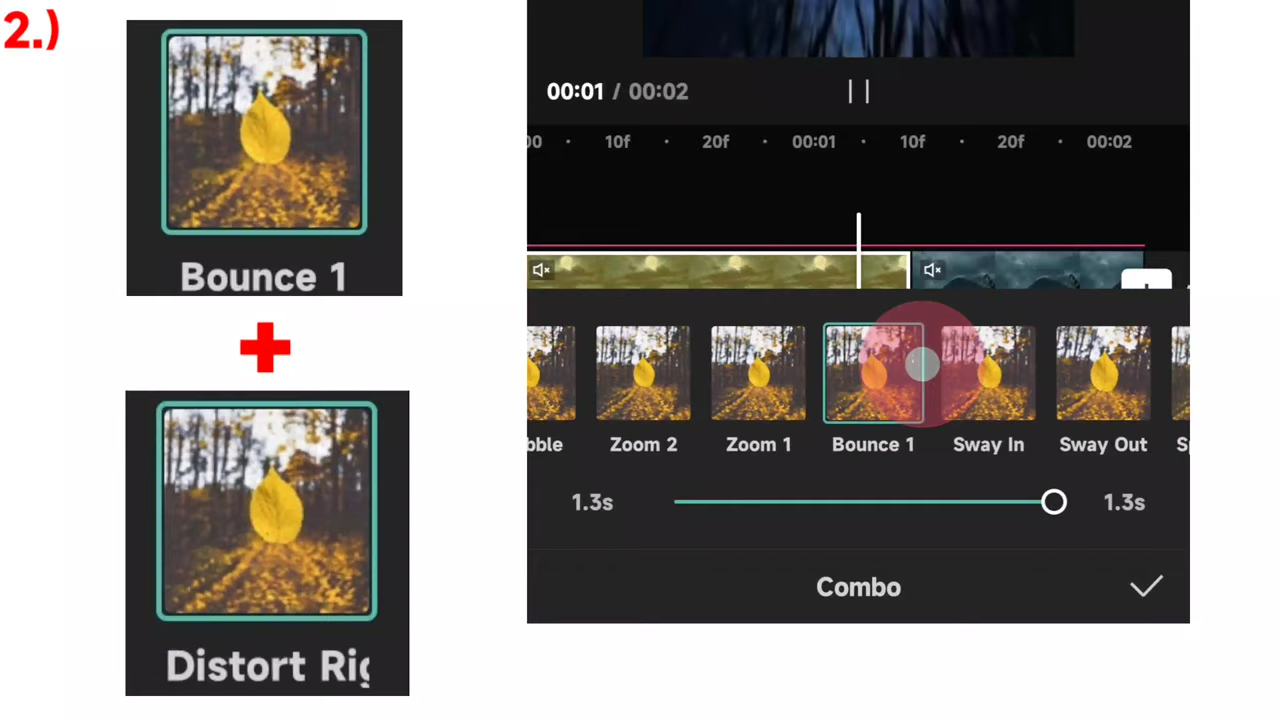 2.)
Bounce 1
Distort Rig
00:01 / 00:02
00 10f 20f 00:01 10f 20f 00:02
bble Zoom 2 Zoom 1 Bounce 1 Sway In Sway Out
1.3s 1.3s
Combo